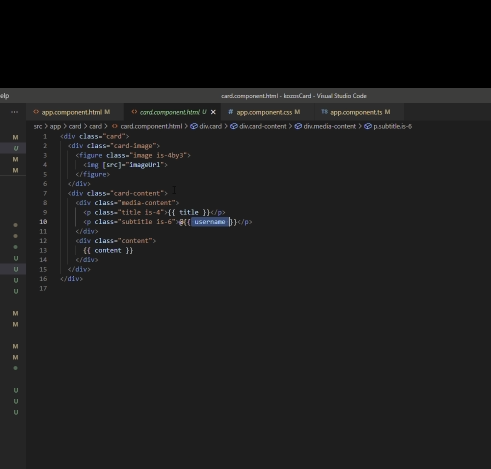 elp
card.component.html - kozosCard - Visual Studio Code
... <> app.component.html M <> card.component.html U X # app.component.css M TS app.component.ts M
src > app > card > card > <> card.component.html > div.card > div.card-content > div.media-content > p.subtitle.is-6
M 1 <div class="card">
U 2 <div class="card-image">
M 3 <figure class="image is-4by3">
M 4 <img [src]="imageUrl">
5 </figure>
6 </div>
7 <div class="card-content">
8 <div class="media-content">
9 <p class="title is-4">{{ title }}</p>
10 <p class="subtitle is-6">@{{ username }}</p>
11 </div>
12 <div class="content">
13 {{ content }}
U 14 </div>
U 15 </div>
U 16 </div>
U 17
M
M
M
M
U
U
U